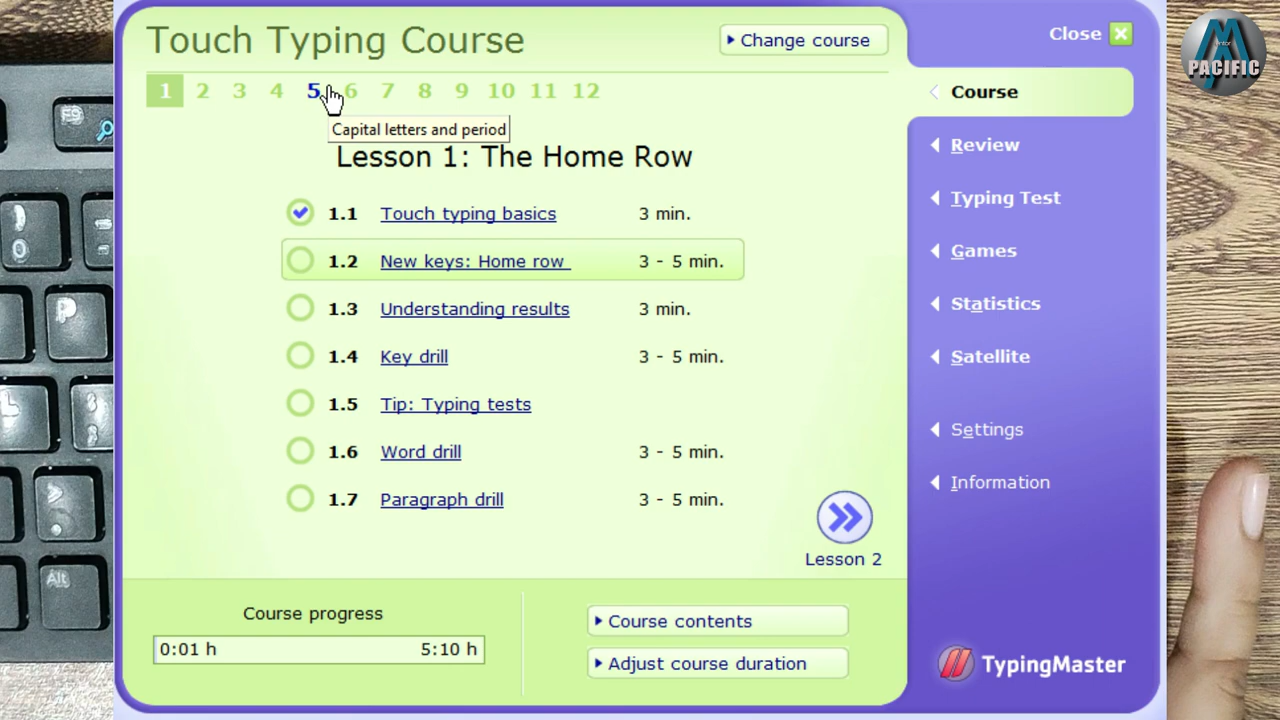 Touch Typing Course
Change course
Close
1 2 3 4 5 6 7 8 9 10 11 12
Capital letters and period
Lesson 1: The Home Row
1.1 Touch typing basics 3 min.
1.2 New keys: Home row 3 - 5 min.
1.3 Understanding results 3 min.
1.4 Key drill 3 - 5 min.
1.5 Tip: Typing tests
1.6 Word drill 3 - 5 min.
1.7 Paragraph drill 3 - 5 min.
Lesson 2
Course progress
0:01 h 5:10 h
Course contents
Adjust course duration
Course
Review
Typing Test
Games
Statistics
Satellite
Settings
Information
TypingMaster
PACIFIC
F9
P
L
Alt